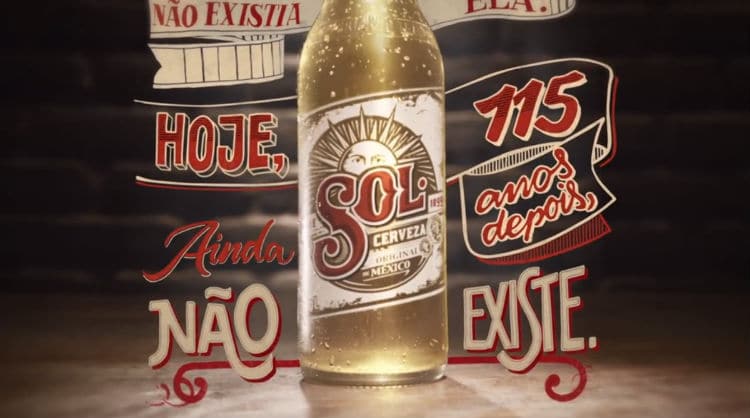 NÃO EXISTIA ELA.
HOJE, 115
anos
depois,
Ainda
NÃO EXISTE.
SOL.
1899
CERVEZA
ORIGINAL
DE MÉXICO